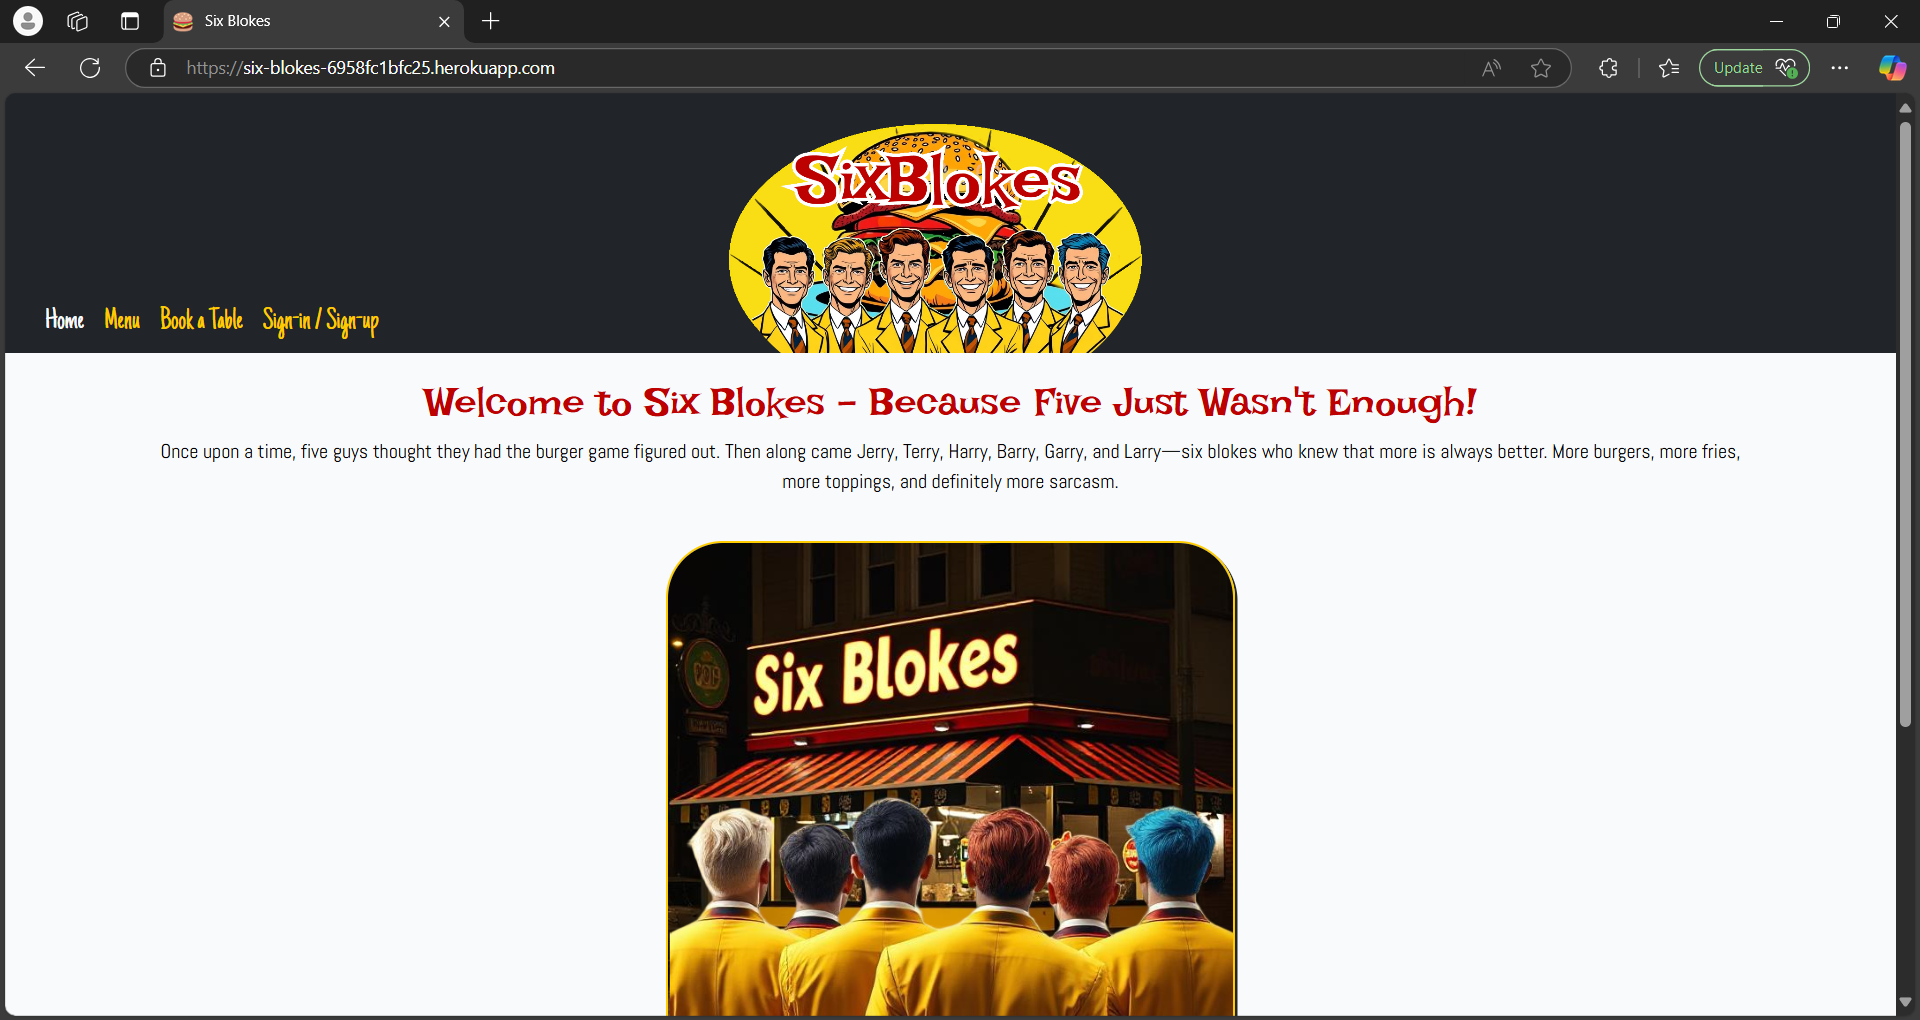 Six Blokes
https://six-blokes-6958fc1bfc25.herokuapp.com
Update
SixBlokes
Home Menu Book a Table Sign-in / Sign-up
Welcome to Six Blokes – Because Five Just Wasn't Enough!
Once upon a time, five guys thought they had the burger game figured out. Then along came Jerry, Terry, Harry, Barry, Garry, and Larry—six blokes who knew that more is always better. More burgers, more fries,
more toppings, and definitely more sarcasm.
Six Blokes